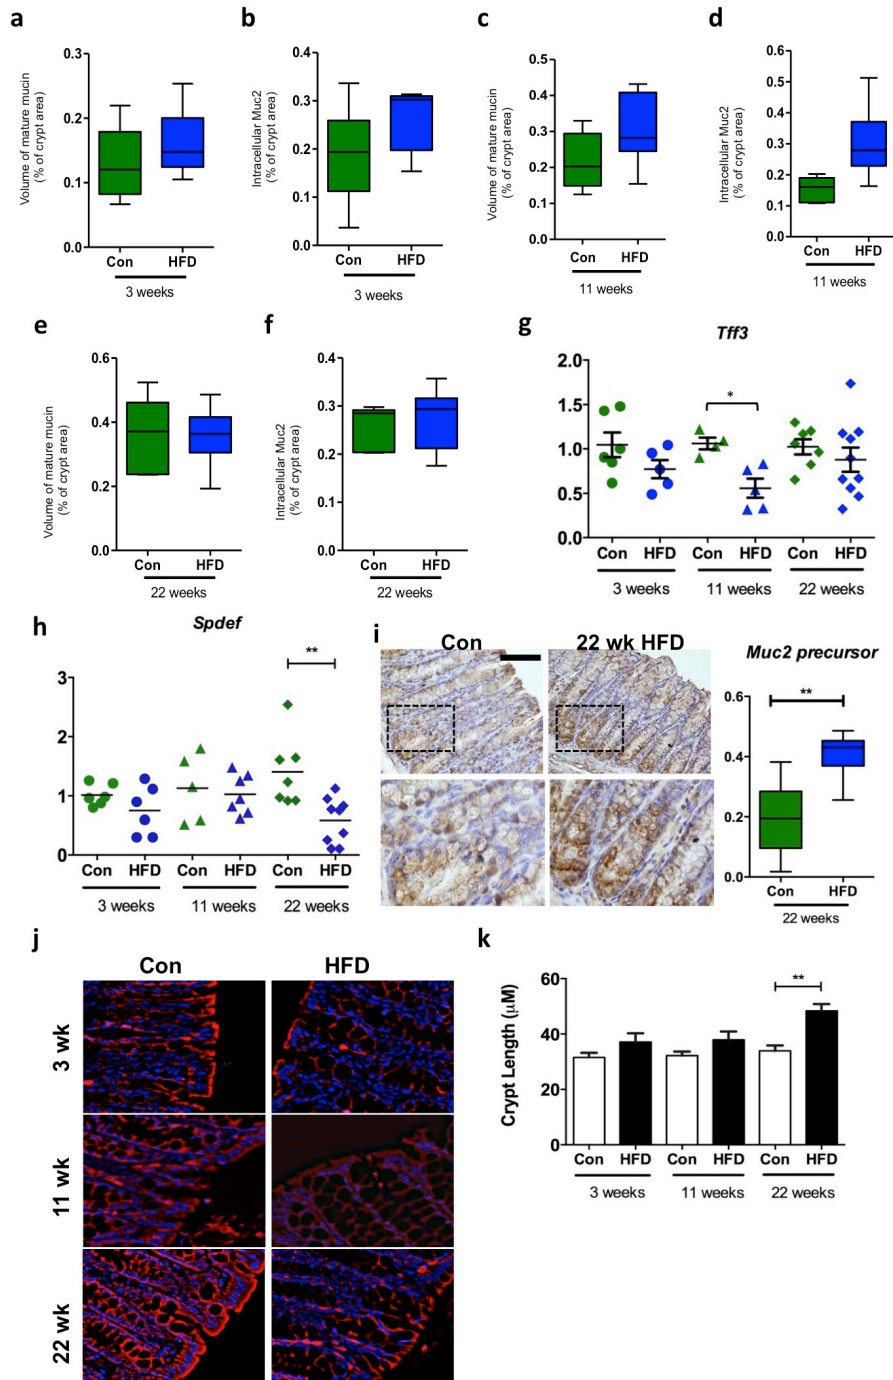 a
Volume of mature mucin
(% of crypt area)
0.3
0.2
0.1
0.0
Con HFD
3 weeks
b
Intracellular Muc2
(% of crypt area)
0.4
0.3
0.2
0.1
0.0
Con HFD
3 weeks
c
Volume of mature mucin
(% of crypt area)
0.5
0.4
0.3
0.2
0.1
0.0
Con HFD
11 weeks
d
Intracellular Muc2
(% of crypt area)
0.6
0.5
0.4
0.3
0.2
0.1
0.0
Con HFD
11 weeks
e
Volume of mature mucin
(% of crypt area)
0.6
0.4
0.2
0.0
Con HFD
22 weeks
f
Intracellular Muc2
(% of crypt area)
0.4
0.3
0.2
0.1
0.0
Con HFD
22 weeks
g
Tff3
2.0
1.5
1.0
0.5
0.0
*
Con HFD Con HFD Con HFD
3 weeks 11 weeks 22 weeks
h
Spdef
3
2
1
0
**
Con HFD Con HFD Con HFD
3 weeks 11 weeks 22 weeks
i
Con 22 wk HFD
Muc2 precursor
0.6
0.4
0.2
0.0
**
Con HFD
22 weeks
j
Con HFD
3 wk
11 wk
22 wk
k
Crypt Length (μM)
60
40
20
0
**
Con HFD Con HFD Con HFD
3 weeks 11 weeks 22 weeks